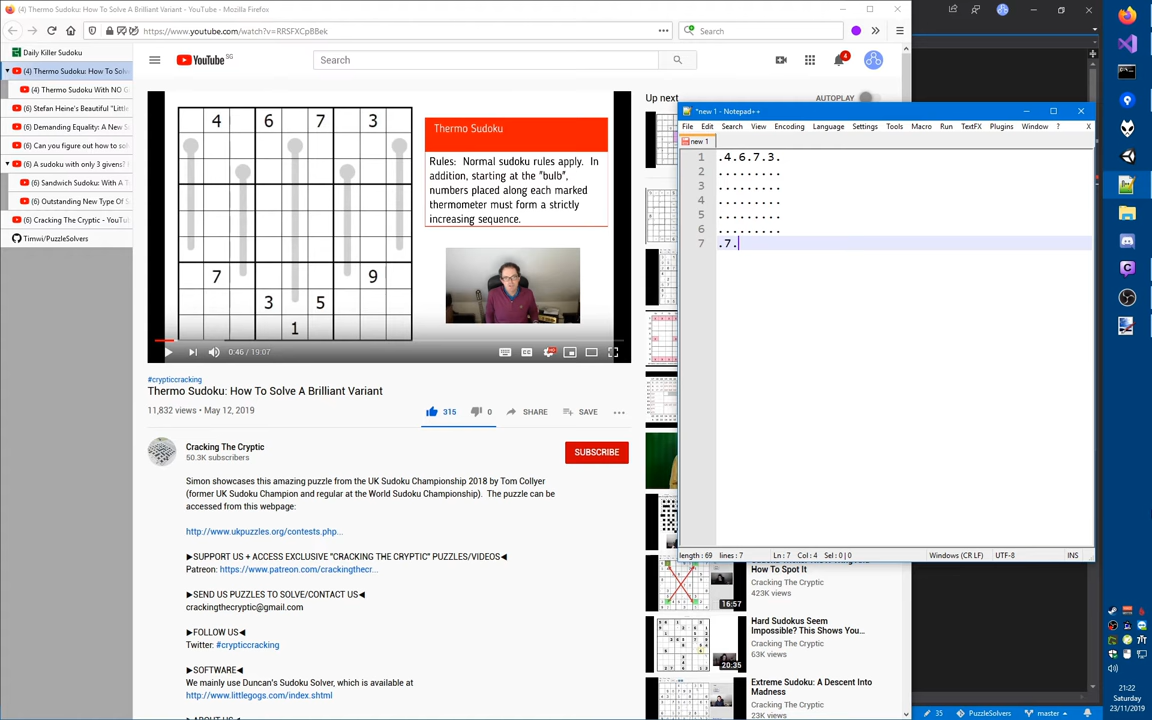 (4) Thermo Sudoku: How To Solve A Brilliant Variant - YouTube - Mozilla Firefox
https://www.youtube.com/watch?v=RRSFXCpBBek
Search
Daily Killer Sudoku
(4) Thermo Sudoku: How To Solv
(4) Thermo Sudoku With NO G
(6) Stefan Heine's Beautiful "Little
(6) Demanding Equality: A New S
(6) Can you figure out how to solv
(6) A sudoku with only 3 givens?
(6) Sandwich Sudoku: With A T
(6) Outstanding New Type Of S
(6) Cracking The Cryptic - YouTu
Timwi/PuzzleSolvers
YouTube SG
Search
4
Up next
AUTOPLAY
4 6 7 3
7 9
3 5
1
Thermo Sudoku
Rules: Normal sudoku rules apply. In
addition, starting at the "bulb",
numbers placed along each marked
thermometer must form a strictly
increasing sequence.
0:46 / 19:07
CC
#crypticcracking
Thermo Sudoku: How To Solve A Brilliant Variant
11,832 views • May 12, 2019
315
0
SHARE
SAVE
Cracking The Cryptic
50.3K subscribers
SUBSCRIBE
Simon showcases this amazing puzzle from the UK Sudoku Championship 2018 by Tom Collyer
(former UK Sudoku Champion and regular at the World Sudoku Championship). The puzzle can be
accessed from this webpage:
http://www.ukpuzzles.org/contests.php...
▶SUPPORT US + ACCESS EXCLUSIVE "CRACKING THE CRYPTIC" PUZZLES/VIDEOS◀
Patreon: https://www.patreon.com/crackingthecr...
▶SEND US PUZZLES TO SOLVE/CONTACT US◀
crackingthecryptic@gmail.com
▶FOLLOW US◀
Twitter: #crypticcracking
▶SOFTWARE◀
We mainly use Duncan's Sudoku Solver, which is available at
http://www.littlegogs.com/index.shtml
▶ABOUT US◀
*new 1 - Notepad++
File Edit Search View Encoding Language Settings Tools Macro Run TextFX Plugins Window ? X
new 1
1 .4.6.7.3.
2 .........
3 .........
4 .........
5 .........
6 .........
7 .7.
length : 69 lines : 7 Ln : 7 Col : 4 Sel : 0 | 0 Windows (CR LF) UTF-8 INS
How To Spot It
Cracking The Cryptic
423K views
16:57
Hard Sudokus Seem
Impossible? This Shows You...
Cracking The Cryptic
63K views
20:35
Extreme Sudoku: A Descent Into
Madness
Cracking The Cryptic
35
PuzzleSolvers
master
21:22
Saturday
23/11/2019